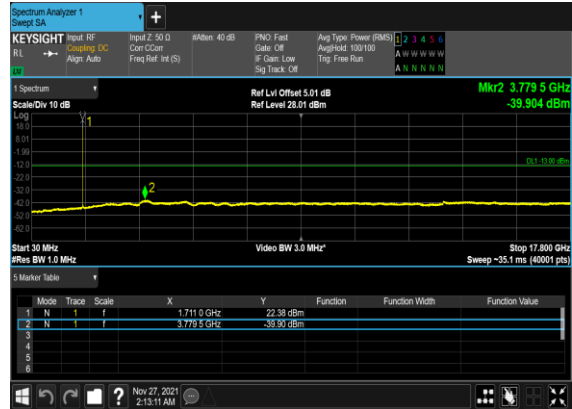 Spectrum Analyzer 1
Swept SA
+
KEYSIGHT Input: RF Input Z: 50 Ω #Atten: 40 dB PNO: Fast Avg Type: Power (RMS) 1 2 3 4 5 6
RL Coupling: DC Corr CCorr Gate: Off Avg|Hold: 100/100 A W W W W W
Align: Auto Freq Ref: Int (S) IF Gain: Low Trig: Free Run
Sig Track: Off A N N N N N
1 Spectrum Ref Lvl Offset 5.01 dB Mkr2 3.779 5 GHz
Scale/Div 10 dB Ref Level 28.01 dBm -39.904 dBm
Log
18.0
8.01
-1.99
-12.0
-22.0
-32.0
-42.0
-52.0
-62.0
1
DL1 -13.00 dBm
2
Start 30 MHz Video BW 3.0 MHz* Stop 17.800 GHz
#Res BW 1.0 MHz Sweep ~35.1 ms (40001 pts)
5 Marker Table
Mode Trace Scale X Y Function Function Width Function Value
1 N 1 f 1.711 0 GHz 22.38 dBm
2 N 1 f 3.779 5 GHz -39.90 dBm
3
4
5
6
? Nov 27, 2021
2:13:11 AM